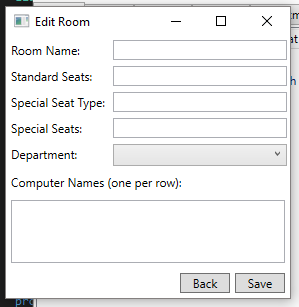 Edit Room
Room Name:
Standard Seats:
Special Seat Type:
Special Seats:
Department:
Computer Names (one per row):
Back Save